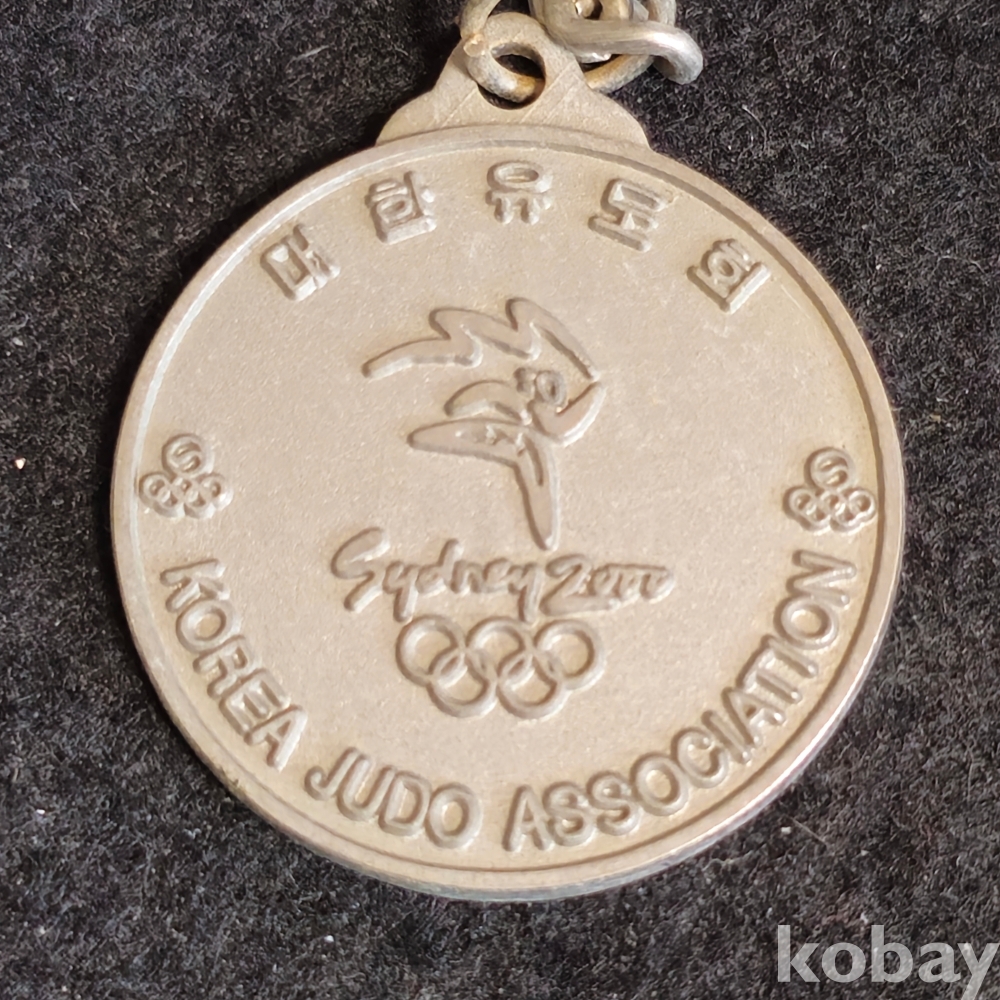 대한유도회
Sydney 2000
KOREA JUDO ASSOCIATION
kobay